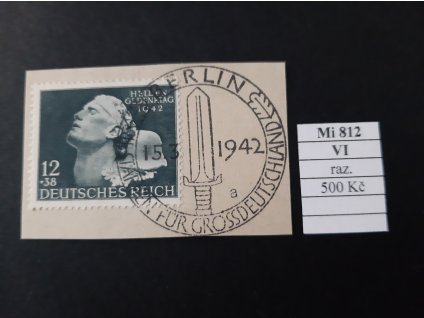 HELDEN
GEDENKTAG
1942
12
+38
DEUTSCHES REICH
BERLIN
15.3 1942
a
FÜR GROSSDEUTSCHLAND
Mi 812
VI
raz.
500 Kč